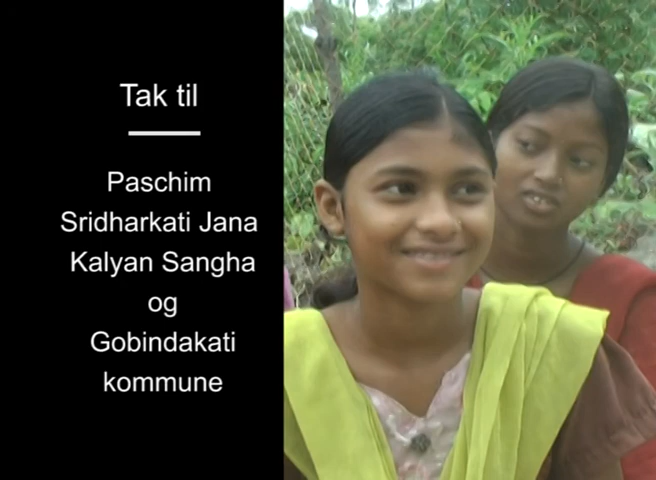 Tak til
Paschim
Sridharkati Jana
Kalyan Sangha
og
Gobindakati
kommune